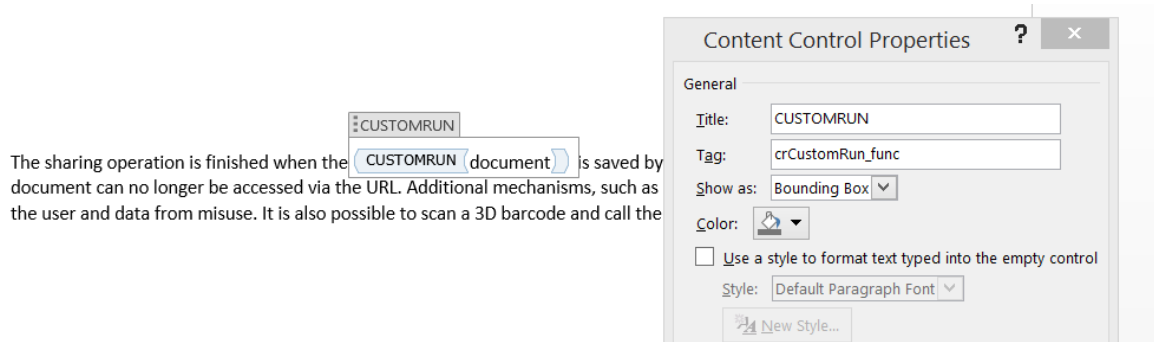 Content Control Properties ? ×
General
Title: CUSTOMRUN
CUSTOMRUN
Tag: crCustomRun_func
The sharing operation is finished when the CUSTOMRUN document is saved by
document can no longer be accessed via the URL. Additional mechanisms, such as
Show as: Bounding Box
the user and data from misuse. It is also possible to scan a 3D barcode and call the
Color:
Use a style to format text typed into the empty control
Style: Default Paragraph Font
New Style...